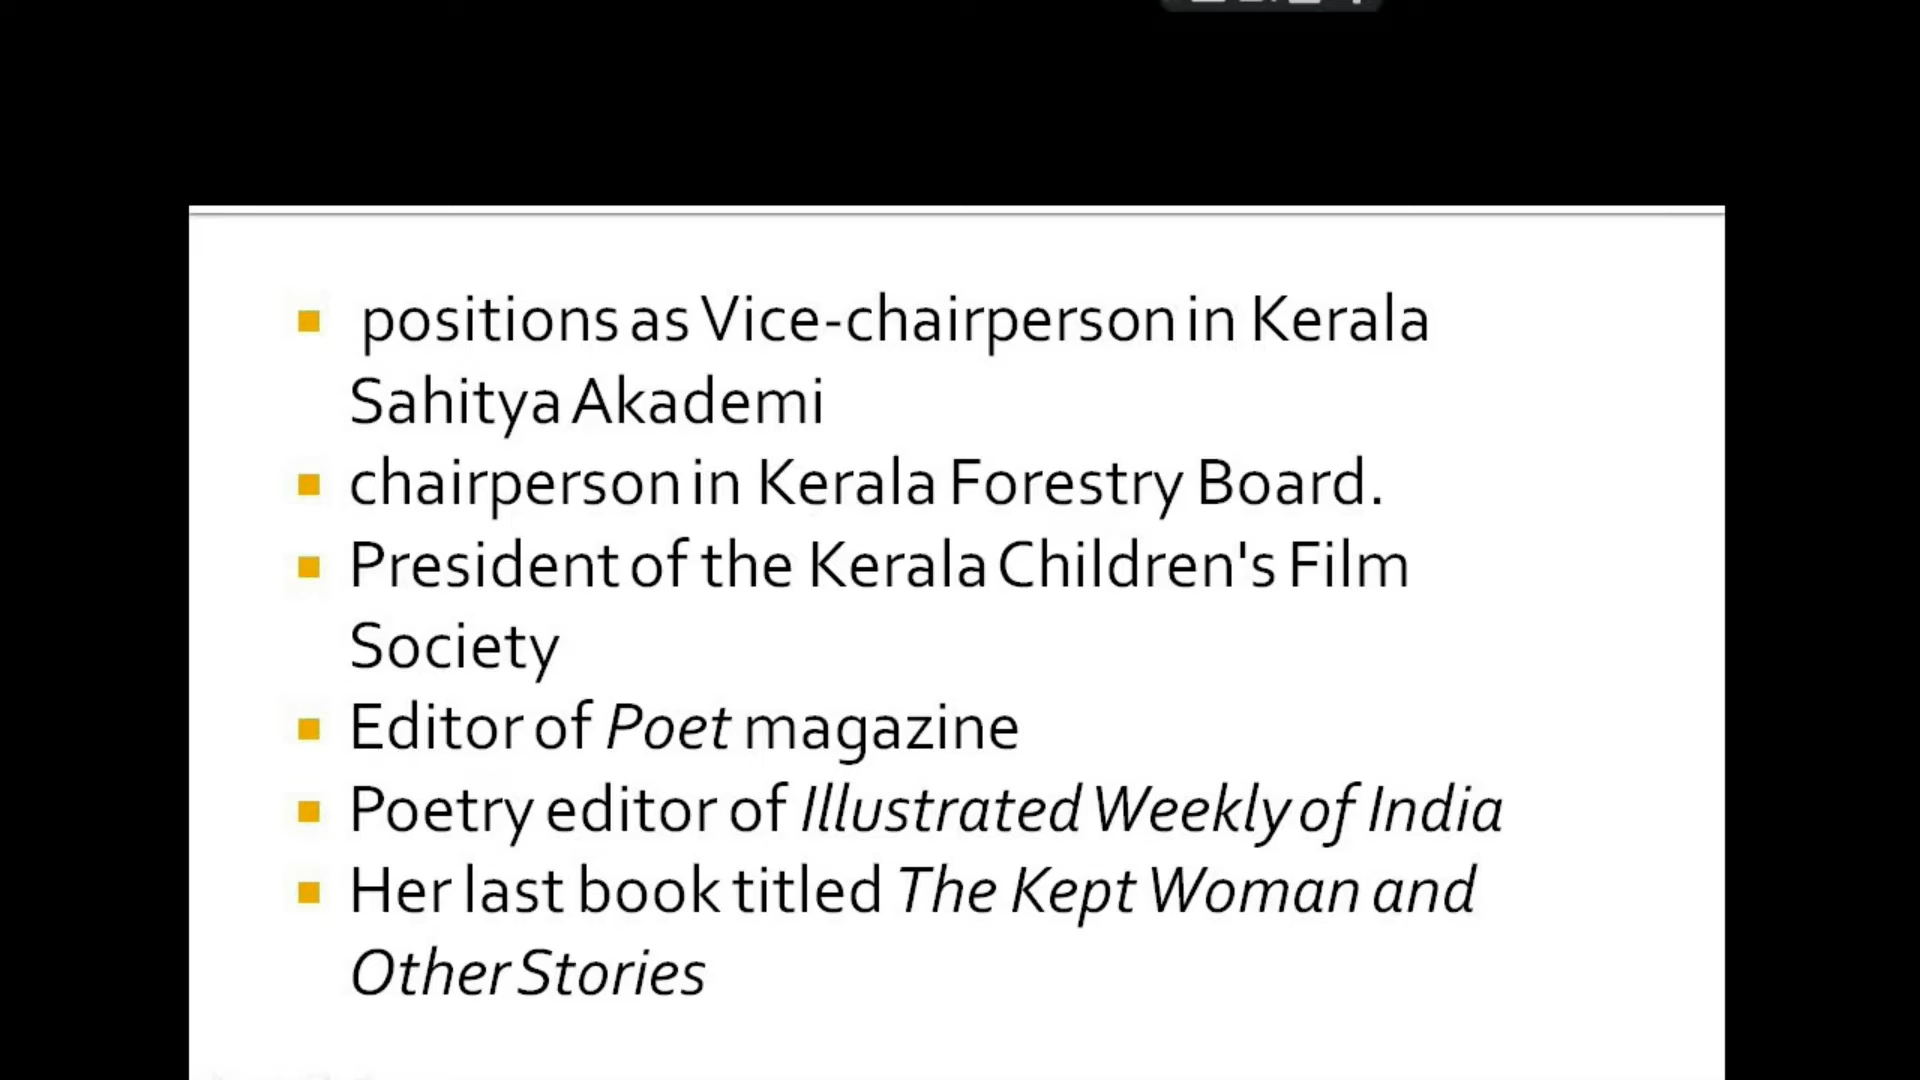 positions as Vice-chairperson in Kerala
Sahitya Akademi
chairperson in Kerala Forestry Board.
President of the Kerala Children's Film
Society
Editor of Poet magazine
Poetry editor of Illustrated Weekly of India
Her last book titled The Kept Woman and
Other Stories